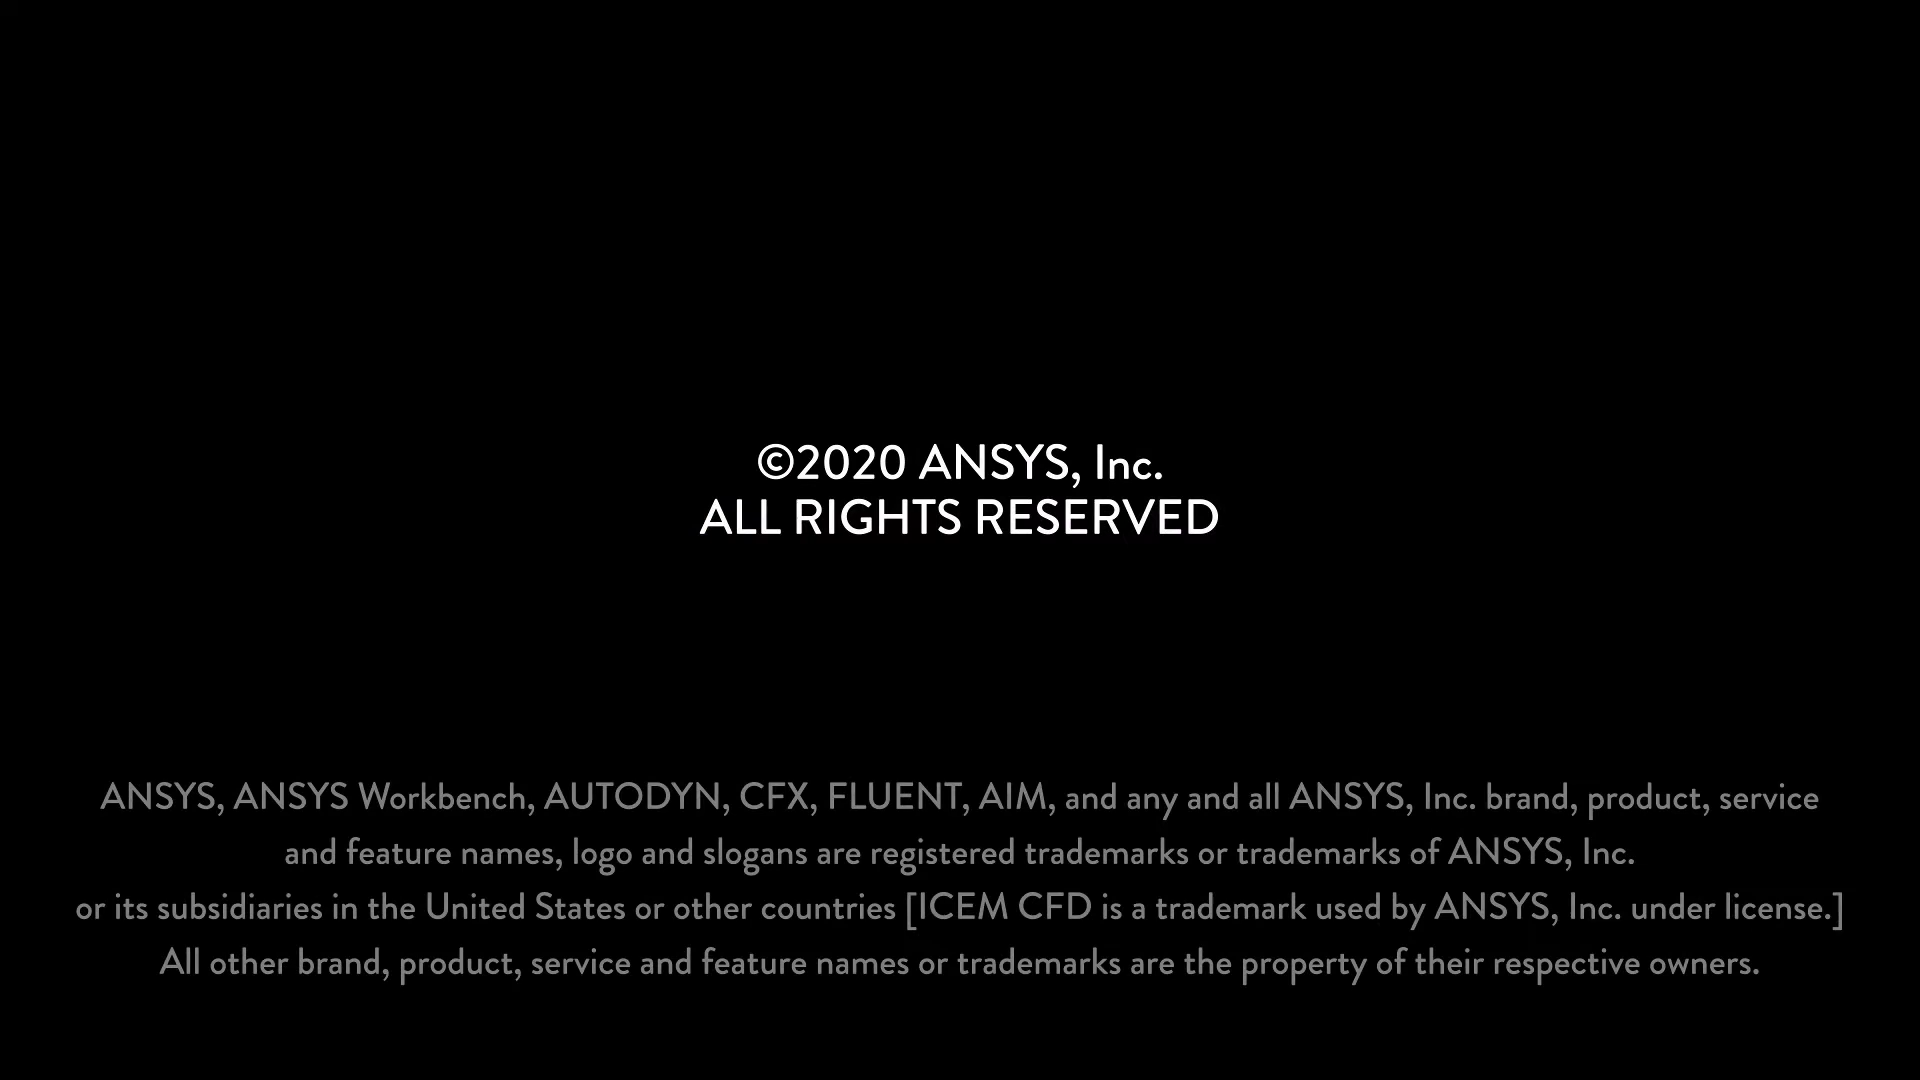 ©2020 ANSYS, Inc.
ALL RIGHTS RESERVED
ANSYS, ANSYS Workbench, AUTODYN, CFX, FLUENT, AIM, and any and all ANSYS, Inc. brand, product, service
and feature names, logo and slogans are registered trademarks or trademarks of ANSYS, Inc.
or its subsidiaries in the United States or other countries [ICEM CFD is a trademark used by ANSYS, Inc. under license.]
All other brand, product, service and feature names or trademarks are the property of their respective owners.